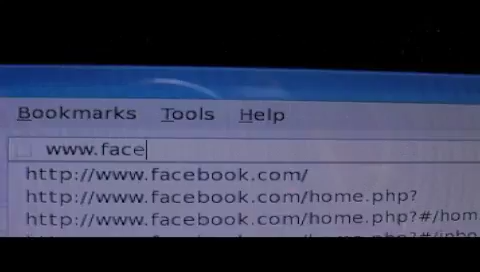 Bookmarks Tools Help
www.face
http://www.facebook.com/
http://www.facebook.com/home.php?
http://www.facebook.com/home.php?#/hom